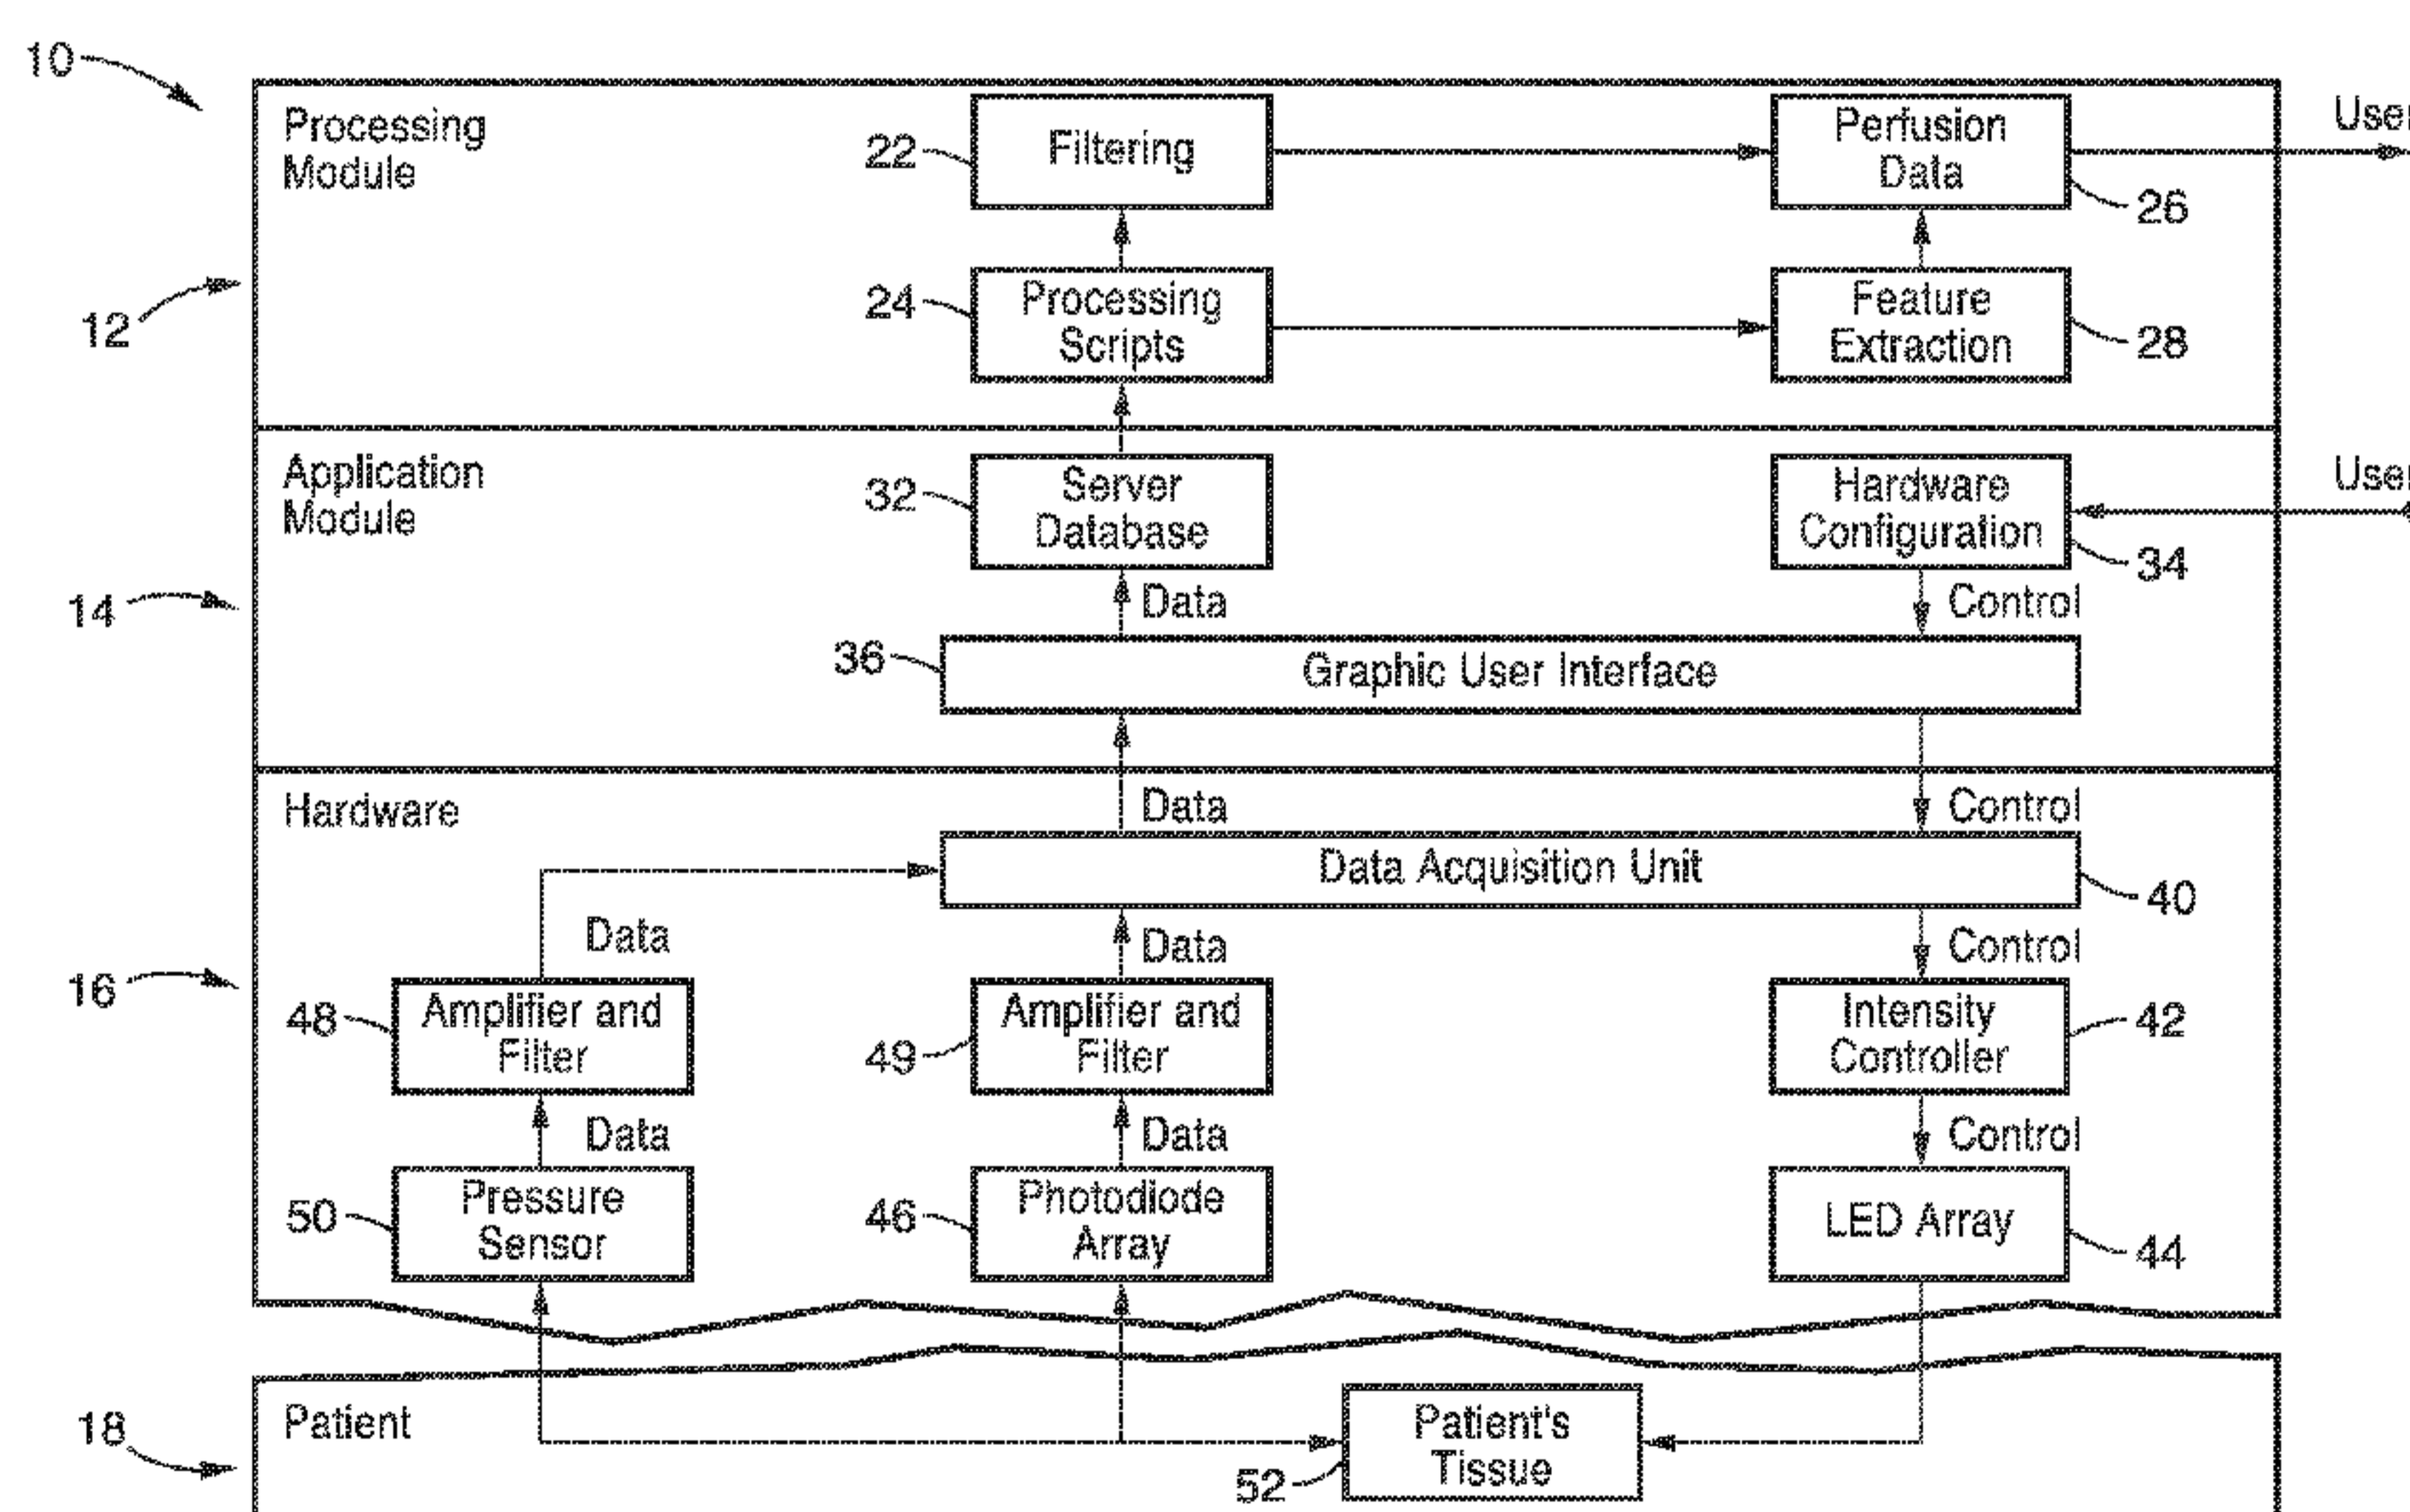 10
Processing
Module
22
Filtering
Perfusion
Data
26
User
12
24
Processing
Scripts
Feature
Extraction
28
Application
Module
32
Server
Database
Hardware
Configuration
34
User
14
Data
Control
36
Graphic User Interface
Hardware
Data
Control
Data Acquisition Unit
40
Data
Data
Control
16
48
Amplifier and
Filter
49
Amplifier and
Filter
Intensity
Controller
42
Data
Data
Control
50
Pressure
Sensor
46
Photodiode
Array
LED Array
44
18
Patient
Patient's
Tissue
52